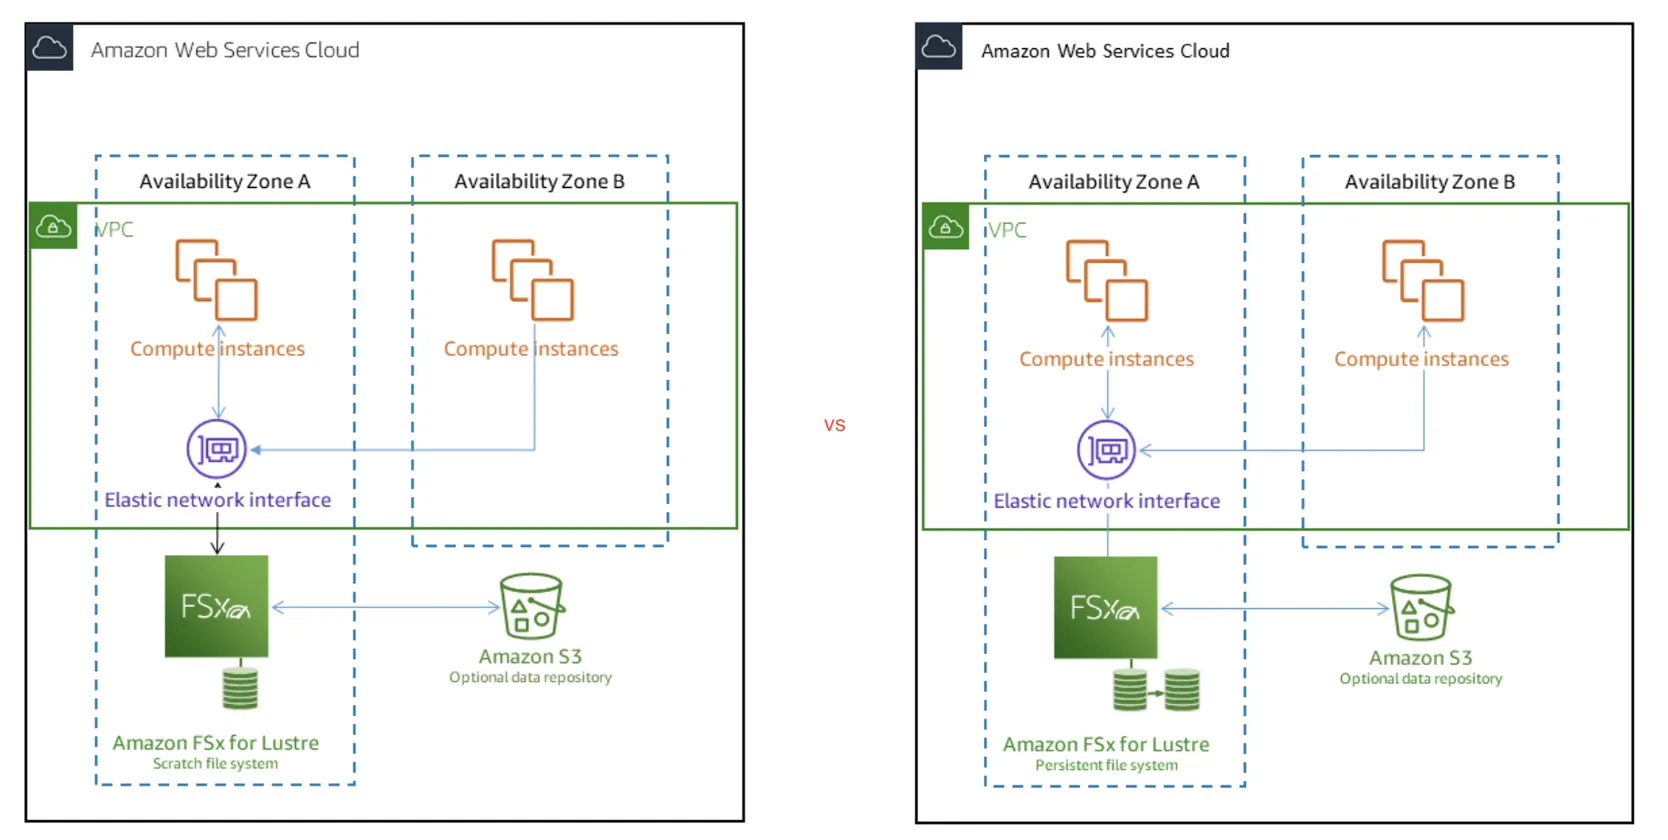 Amazon Web Services Cloud
Availability Zone A
Availability Zone B
VPC
Compute instances
Compute instances
Elastic network interface
FSx
Amazon S3
Optional data repository
Amazon FSx for Lustre
Scratch file system
vs
Amazon Web Services Cloud
Availability Zone A
Availability Zone B
VPC
Compute instances
Compute instances
Elastic network interface
FSx
Amazon S3
Optional data repository
Amazon FSx for Lustre
Persistent file system